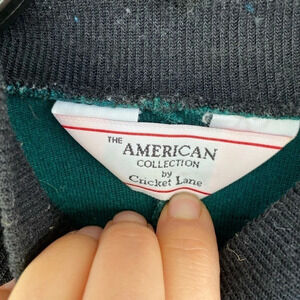 THE
AMERICAN
COLLECTION
by
Cricket Lane